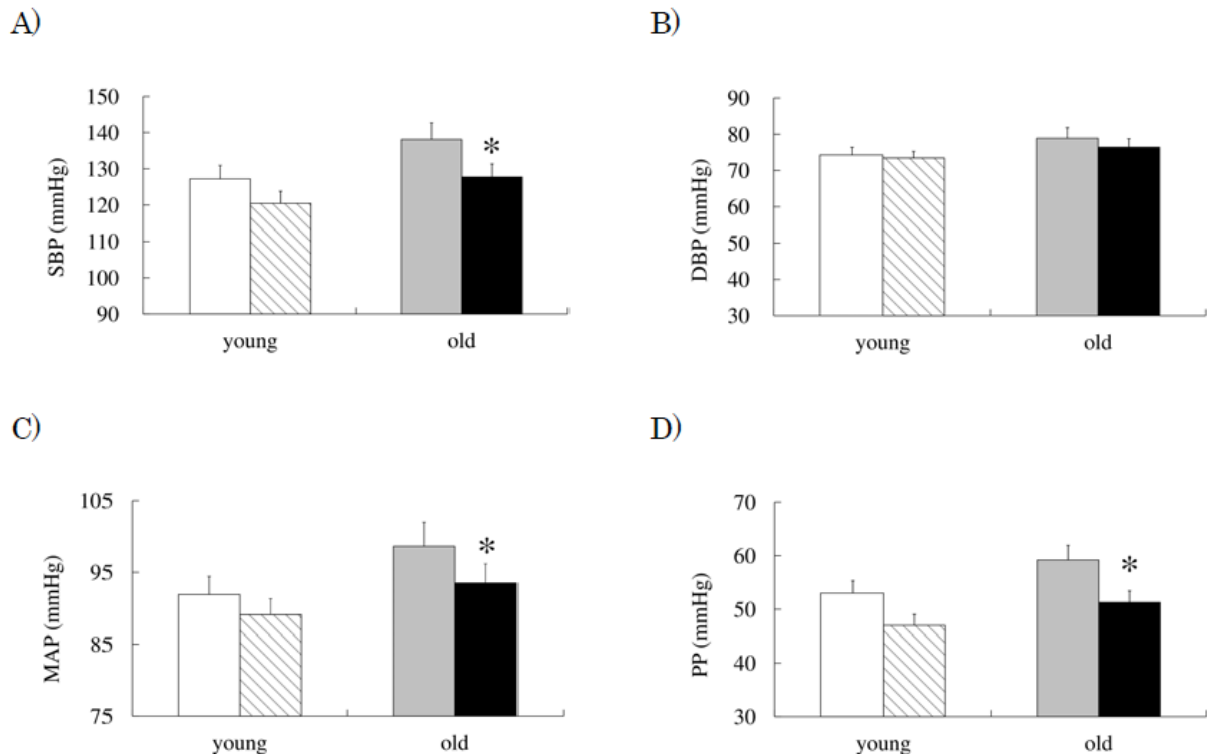 A)
SBP (mmHg)
150
140
130
120
110
100
90
*
young old
B)
DBP (mmHg)
90
80
70
60
50
40
30
young old
C)
MAP (mmHg)
105
95
85
75
*
young old
D)
PP (mmHg)
70
60
50
40
30
*
young old